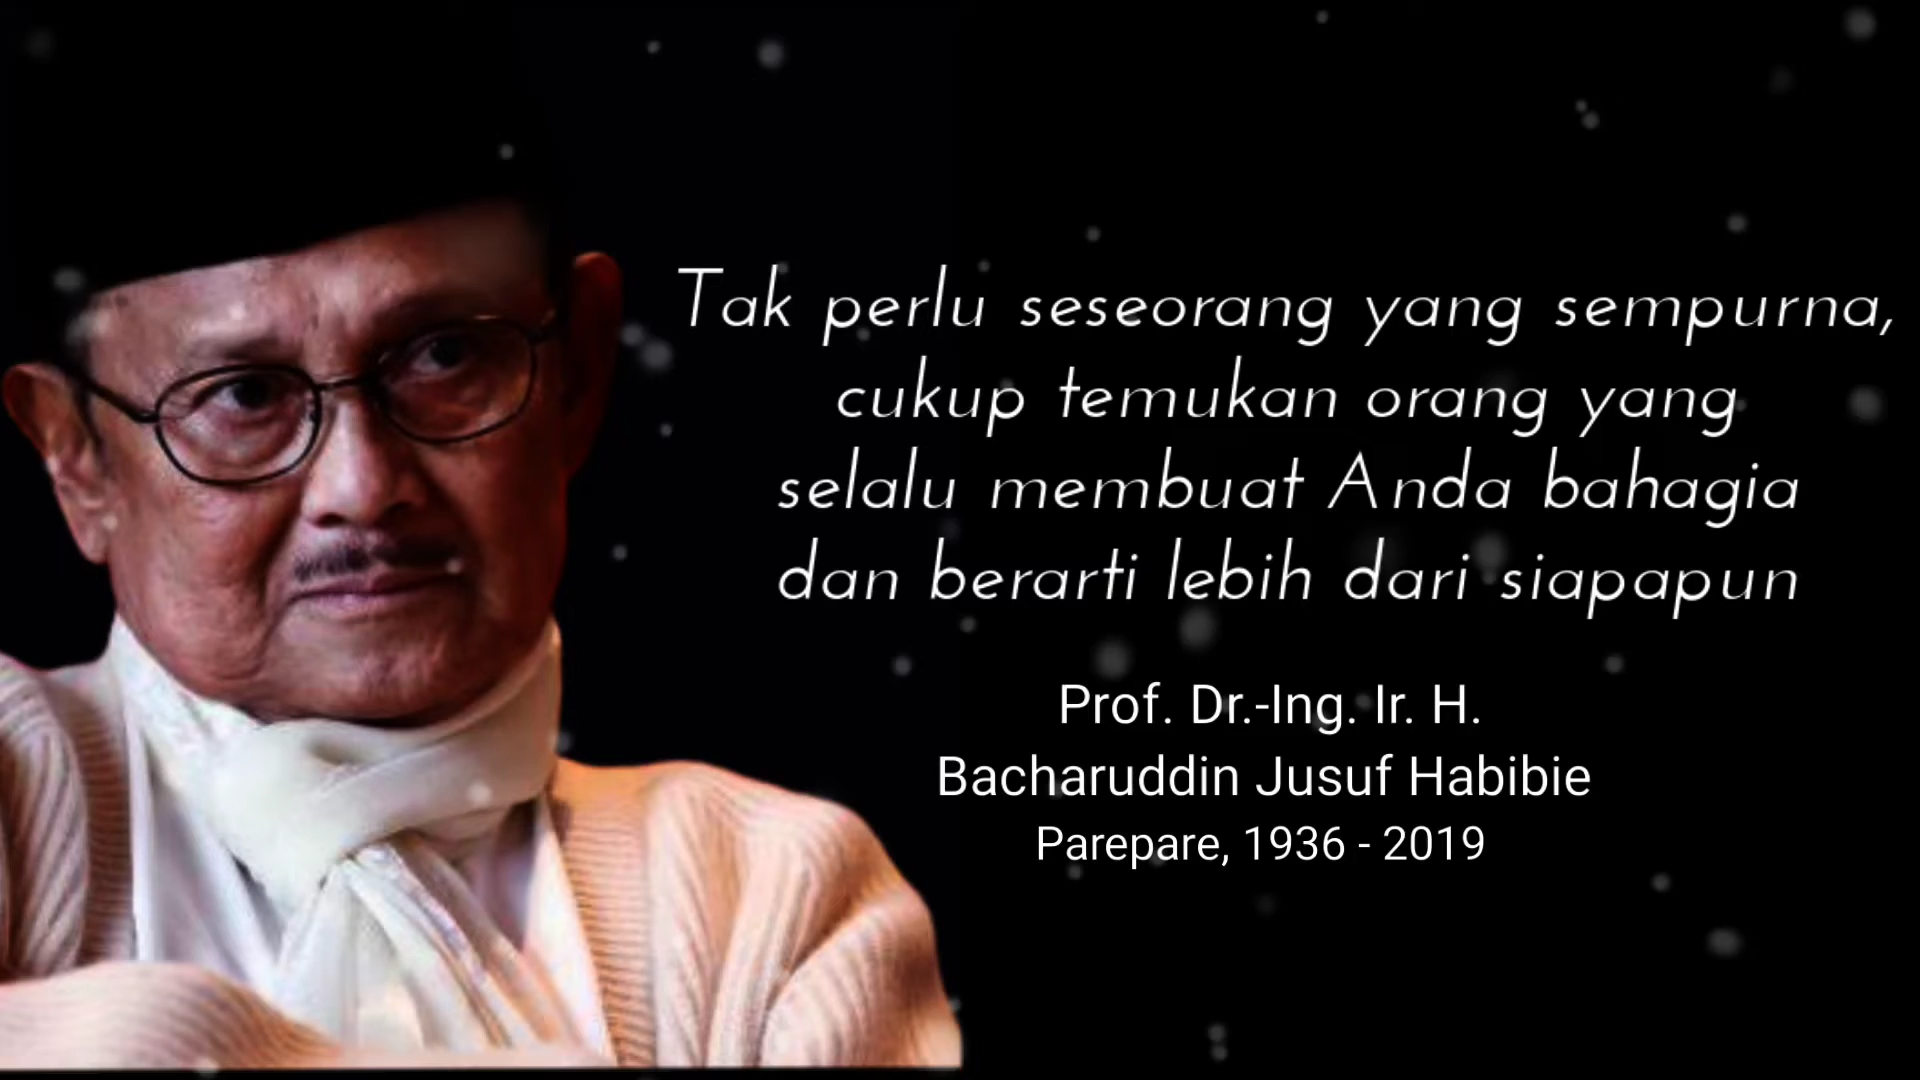 Tak perlu seseorang yang sempurna,
cukup temukan orang yang
selalu membuat Anda bahagia
dan berarti lebih dari siapapun
Prof. Dr.-Ing. Ir. H.
Bacharuddin Jusuf Habibie
Parepare, 1936 - 2019